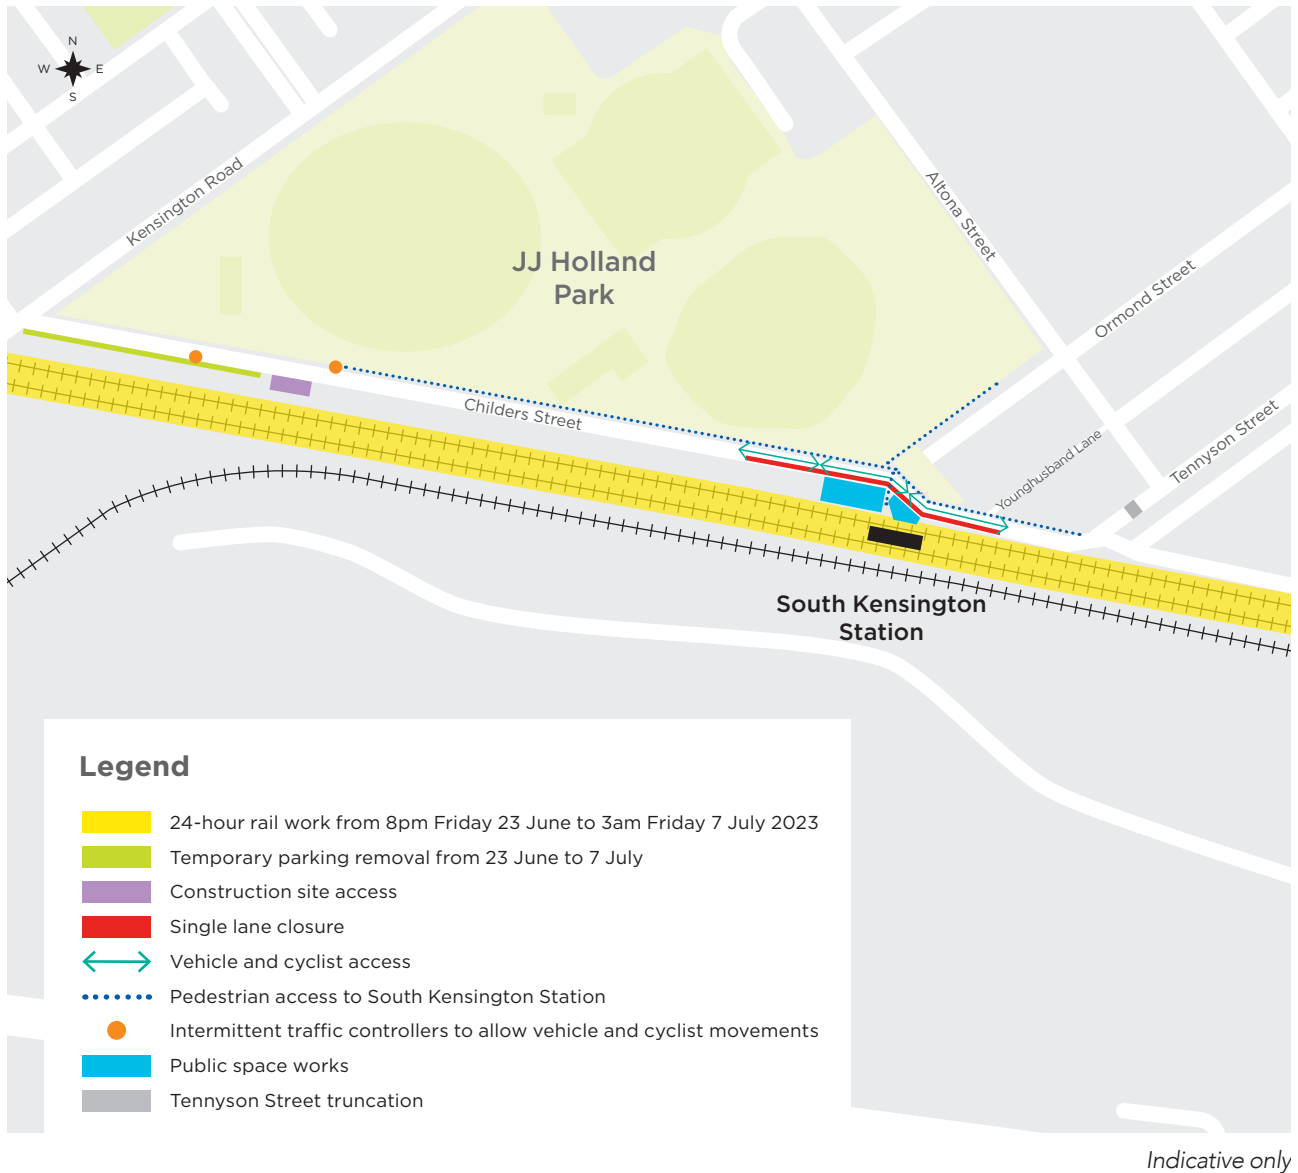 N
W E
S
Kensington Road
Altona Street
JJ Holland
Park
Ormond Street
Childers Street
Younghusband Lane
Tennyson Street
South Kensington
Station
Legend
24-hour rail work from 8pm Friday 23 June to 3am Friday 7 July 2023
Temporary parking removal from 23 June to 7 July
Construction site access
Single lane closure
Vehicle and cyclist access
Pedestrian access to South Kensington Station
Intermittent traffic controllers to allow vehicle and cyclist movements
Public space works
Tennyson Street truncation
Indicative only